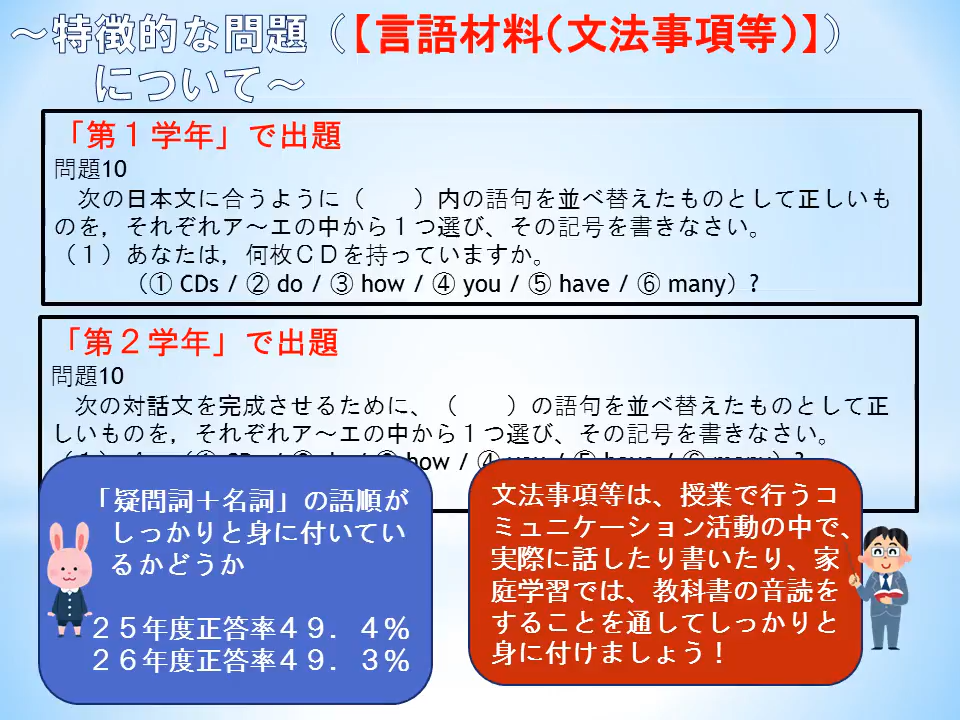 ～特徴的な問題（【言語材料（文法事項等）】）
について～
「第１学年」で出題
問題10
次の日本文に合うように（　　）内の語句を並べ替えたものとして正しいも
のを，それぞれア～エの中から１つ選び、その記号を書きなさい。
（１）あなたは，何枚ＣＤを持っていますか。
（① CDs / ② do / ③ how / ④ you / ⑤ have / ⑥ many）?
「第２学年」で出題
問題10
次の対話文を完成させるために、（　　）の語句を並べ替えたものとして正
しいものを，それぞれア～エの中から１つ選び、その記号を書きなさい。
how /
「疑問詞＋名詞」の語順が
しっかりと身に付いてい
るかどうか
２５年度正答率４９．４％
２６年度正答率４９．３％
文法事項等は、授業で行うコ
ミュニケーション活動の中で、
実際に話したり書いたり、家
庭学習では、教科書の音読を
することを通してしっかりと
身に付けましょう！